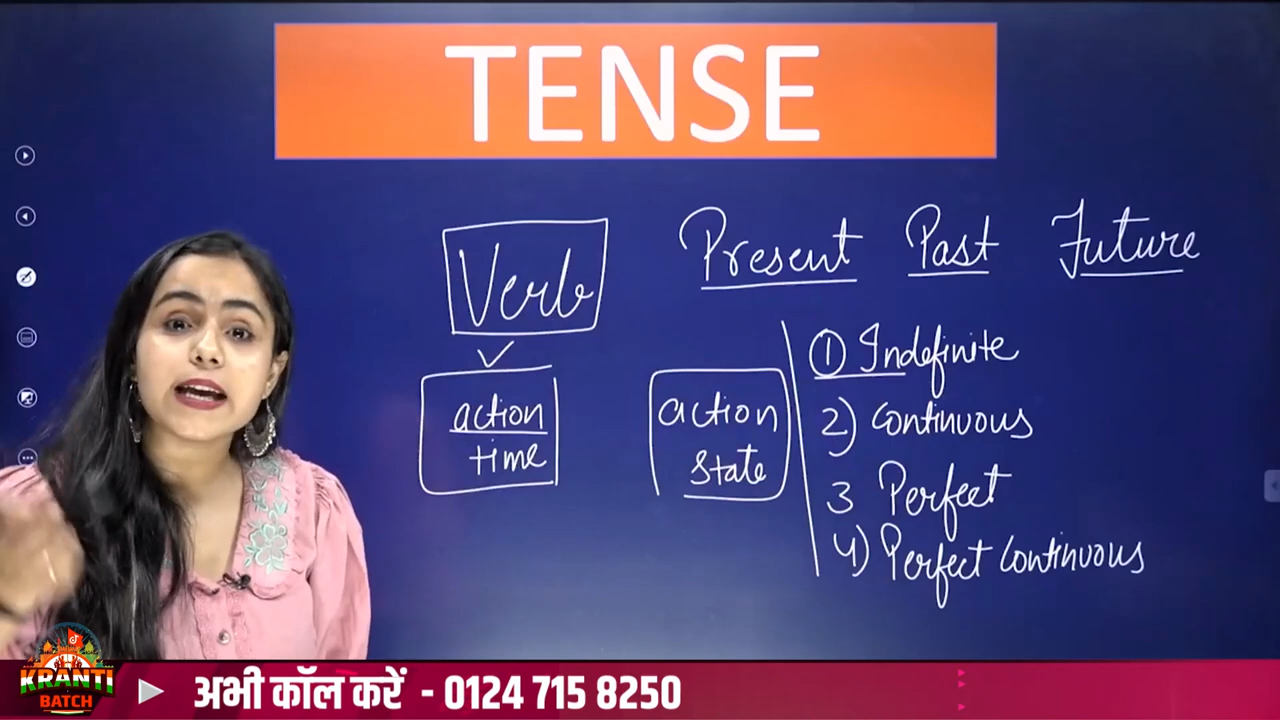 TENSE
Verb
Present Past Future
action
time
action
state
① Indefinite
2) Continuous
3 Perfect
4) Perfect Continuous
KRANTI
BATCH
अभी कॉल करें - 0124 715 8250